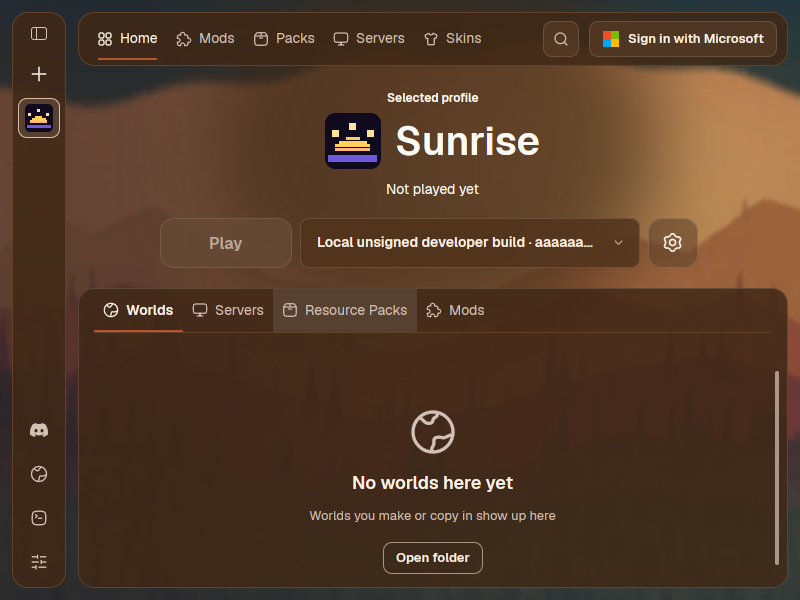 Home
Mods
Packs
Servers
Skins
Sign in with Microsoft
Selected profile
Sunrise
Not played yet
Play
Local unsigned developer build · aaaaaa...
Worlds
Servers
Resource Packs
Mods
No worlds here yet
Worlds you make or copy in show up here
Open folder